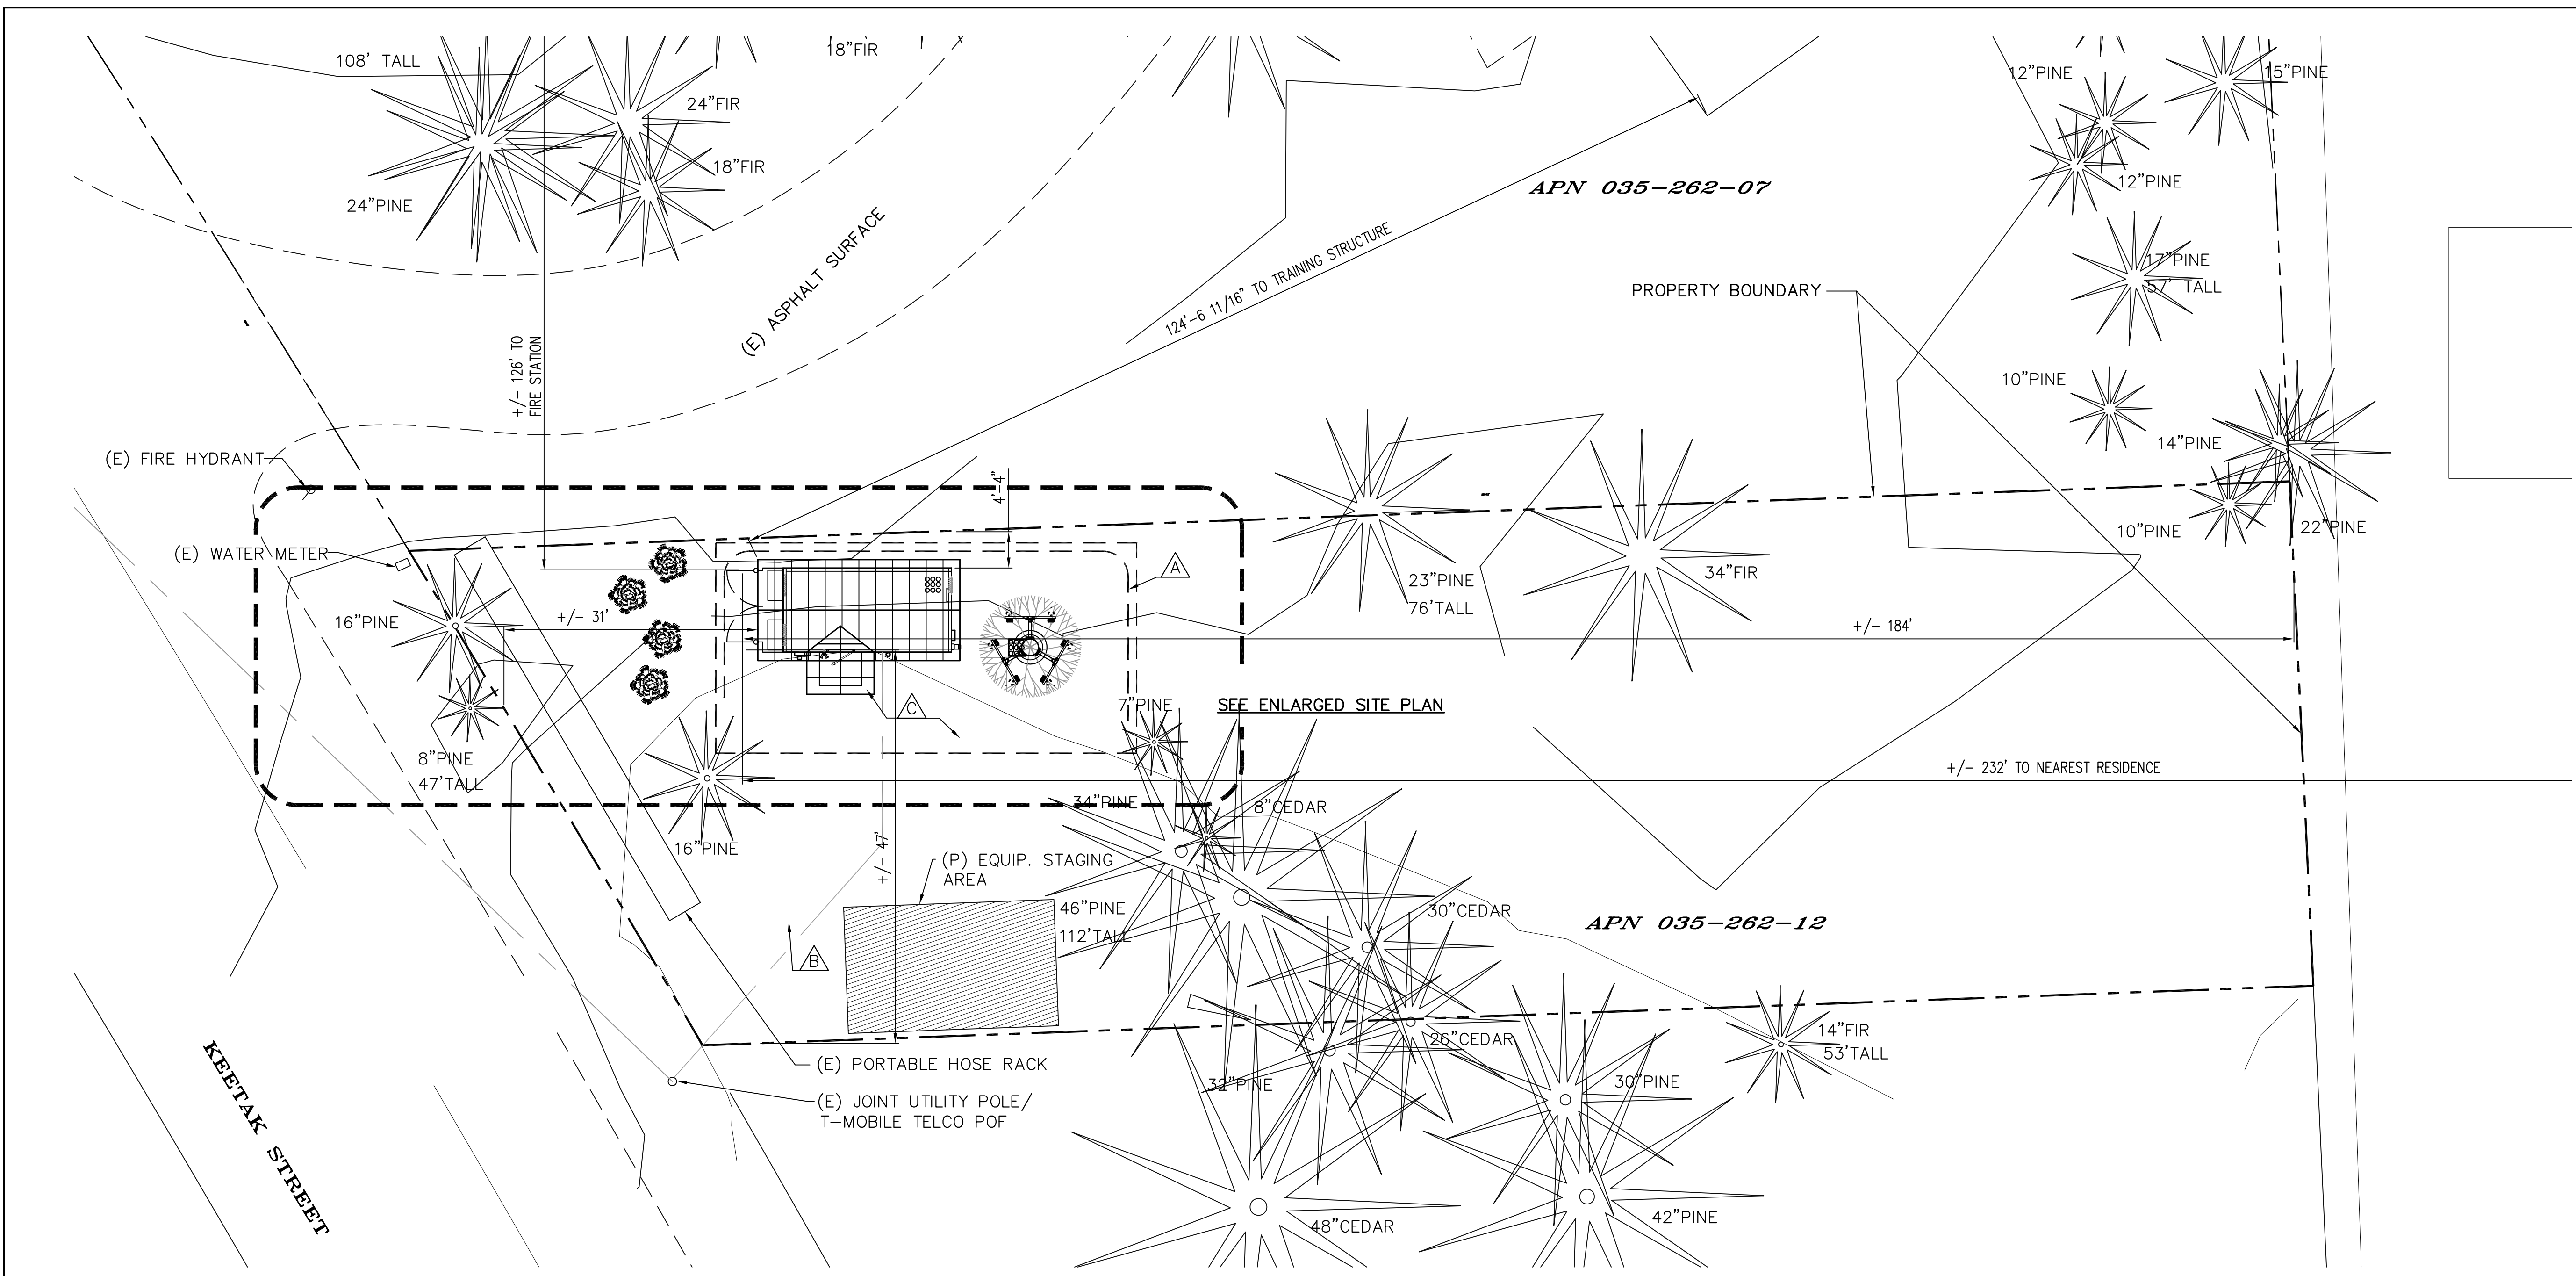 18"FIR
108' TALL
12"PINE
15"PINE
24"FIR
18"FIR
12"PINE
APN 035-262-07
24"PINE
(E) ASPHALT SURFACE
124'-6 11/16" TO TRAINING STRUCTURE
17"PINE
57' TALL
PROPERTY BOUNDARY
+/- 126' TO
FIRE STATION
10"PINE
14"PINE
(E) FIRE HYDRANT
4'-4"
22"PINE
10"PINE
(E) WATER METER
A
23"PINE
76'TALL
34"FIR
16"PINE
+/- 31'
+/- 184'
C
7"PINE
SEE ENLARGED SITE PLAN
8"PINE
47'TALL
+/- 232' TO NEAREST RESIDENCE
34"PINE
8"CEDAR
16"PINE
+/- 47'
(P) EQUIP. STAGING
AREA
46"PINE
112'TALL
30"CEDAR
APN 035-262-12
B
14"FIR
53'TALL
26"CEDAR
(E) PORTABLE HOSE RACK
32"PINE
30"PINE
(E) JOINT UTILITY POLE/
T-MOBILE TELCO POF
KEETAK STREET
48"CEDAR
42"PINE